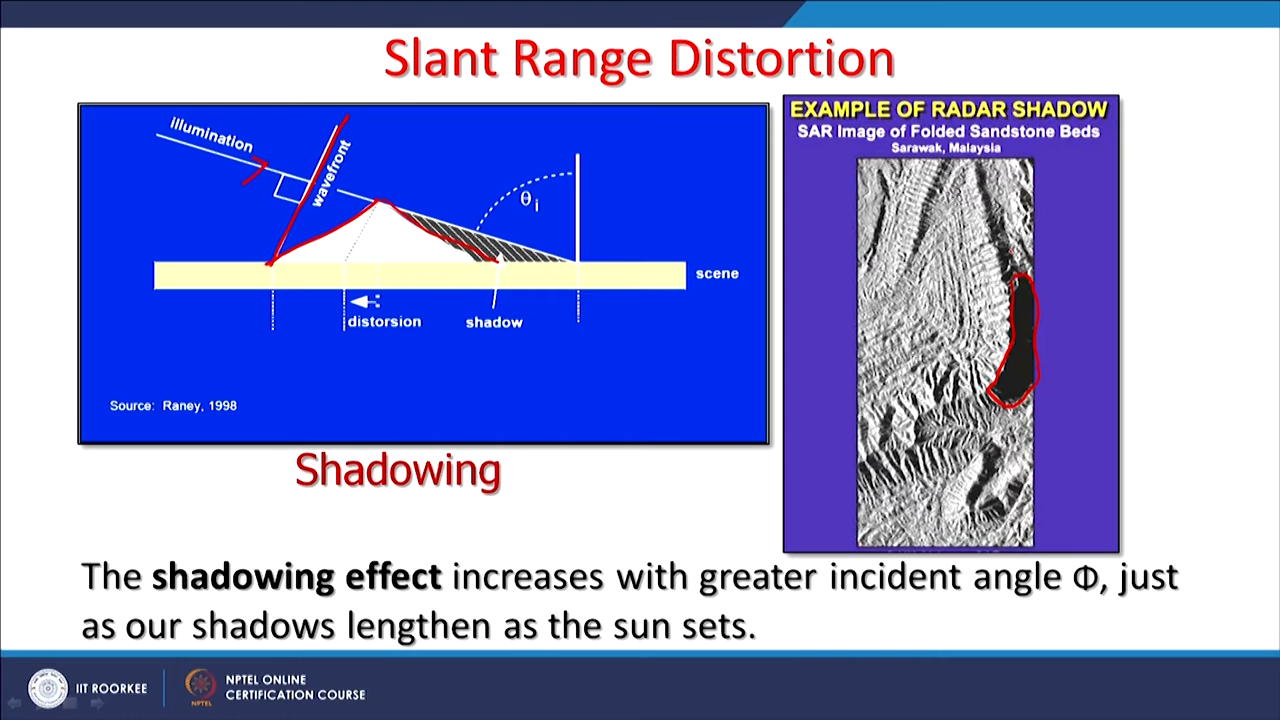 Slant Range Distortion
illumination
wavefront
θi
scene
distorsion
shadow
Source: Raney, 1998
EXAMPLE OF RADAR SHADOW
SAR Image of Folded Sandstone Beds
Sarawak, Malaysia
Shadowing
The shadowing effect increases with greater incident angle Φ, just
as our shadows lengthen as the sun sets.
IIT ROORKEE
NPTEL
NPTEL ONLINE
CERTIFICATION COURSE